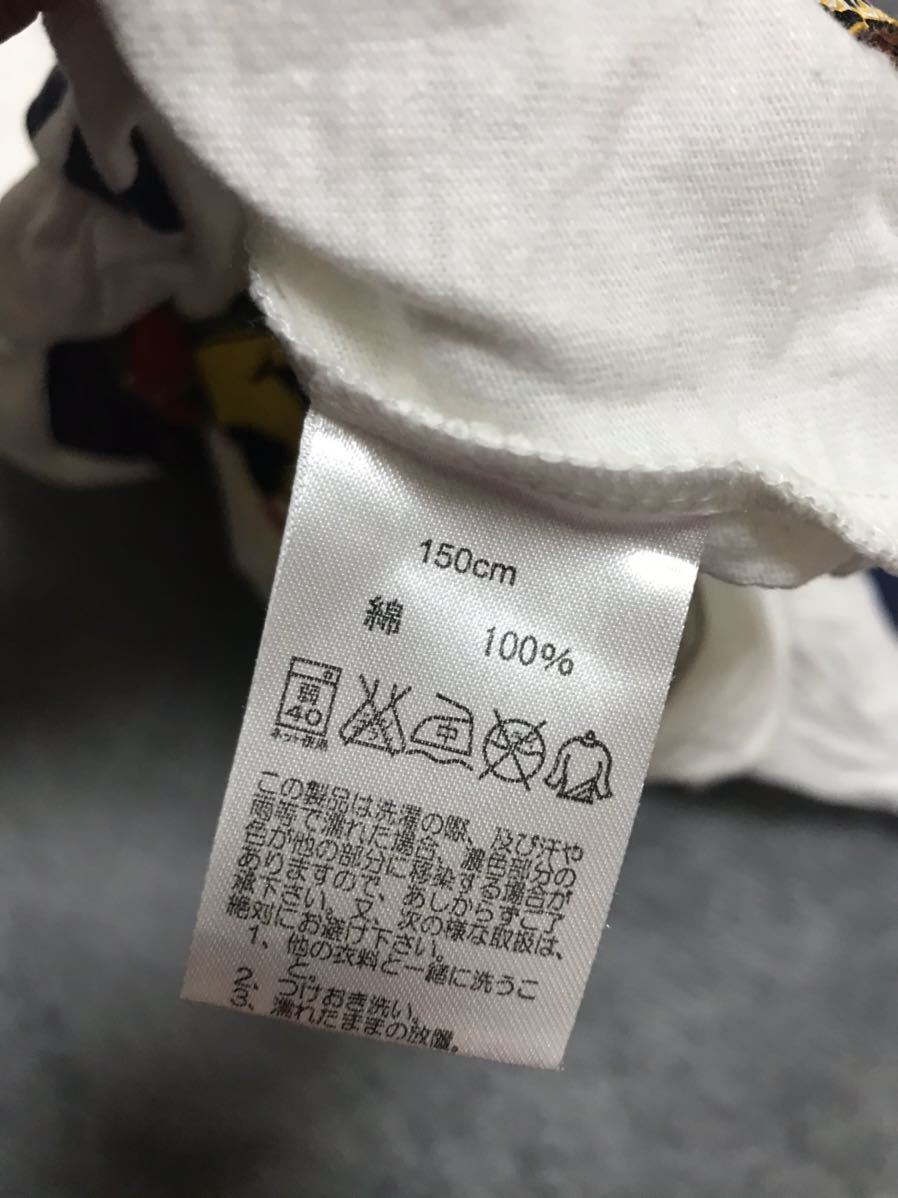 150cm
綿 100%
弱
40
ネット使用
中
この製品は洗濯の際、及び汗や
雨等で濡れた場合、濃色部分の
色が他の部分に移染する場合が
ありますので、あしからずご了
承下さい。又、次の様な取扱は、
絶対にお避け下さい。
1、他の衣料と一緒に洗うこ
と。
2、つけおき洗い。
3、濡れたままの放置。